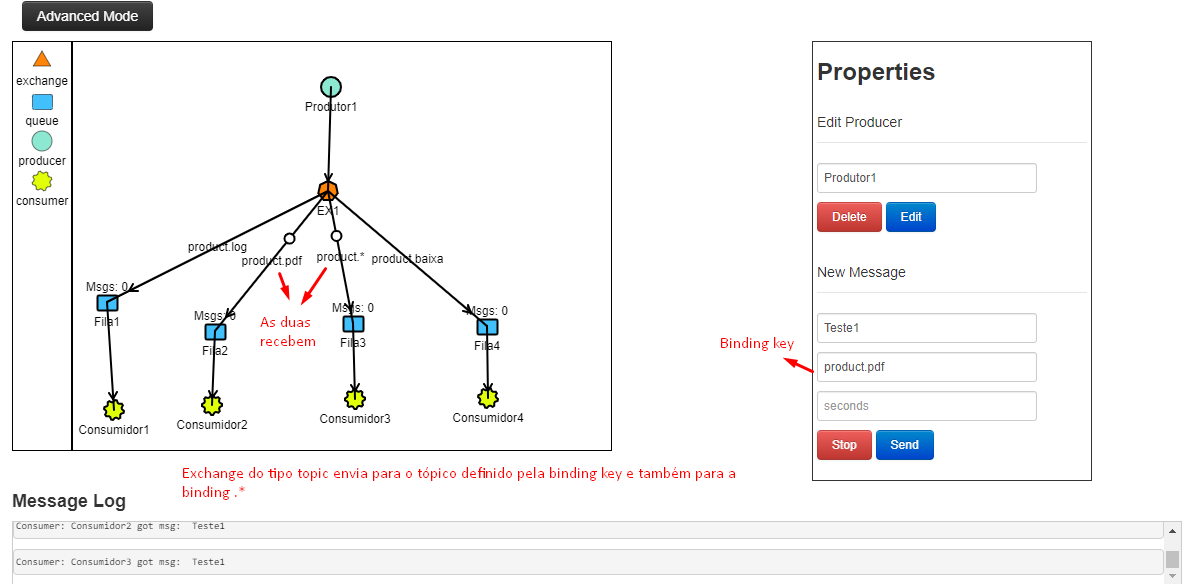 Advanced Mode
exchange
queue
producer
consumer
Produtor1
EX1
product.log
product.pdf
product.*
product.baixa
Msgs: 0
Fila1
Msgs: 0
Fila2
Msgs: 0
Fila3
Msgs: 0
Fila4
As duas
recebem
Consumidor1
Consumidor2
Consumidor3
Consumidor4
Properties
Edit Producer
Produtor1
Delete Edit
New Message
Teste1
Binding key
product.pdf
seconds
Stop Send
Exchange do tipo topic envia para o tópico definido pela binding key e também para a
binding .*
Message Log
Consumer: Consumidor2 got msg: Teste1
Consumer: Consumidor3 got msg: Teste1